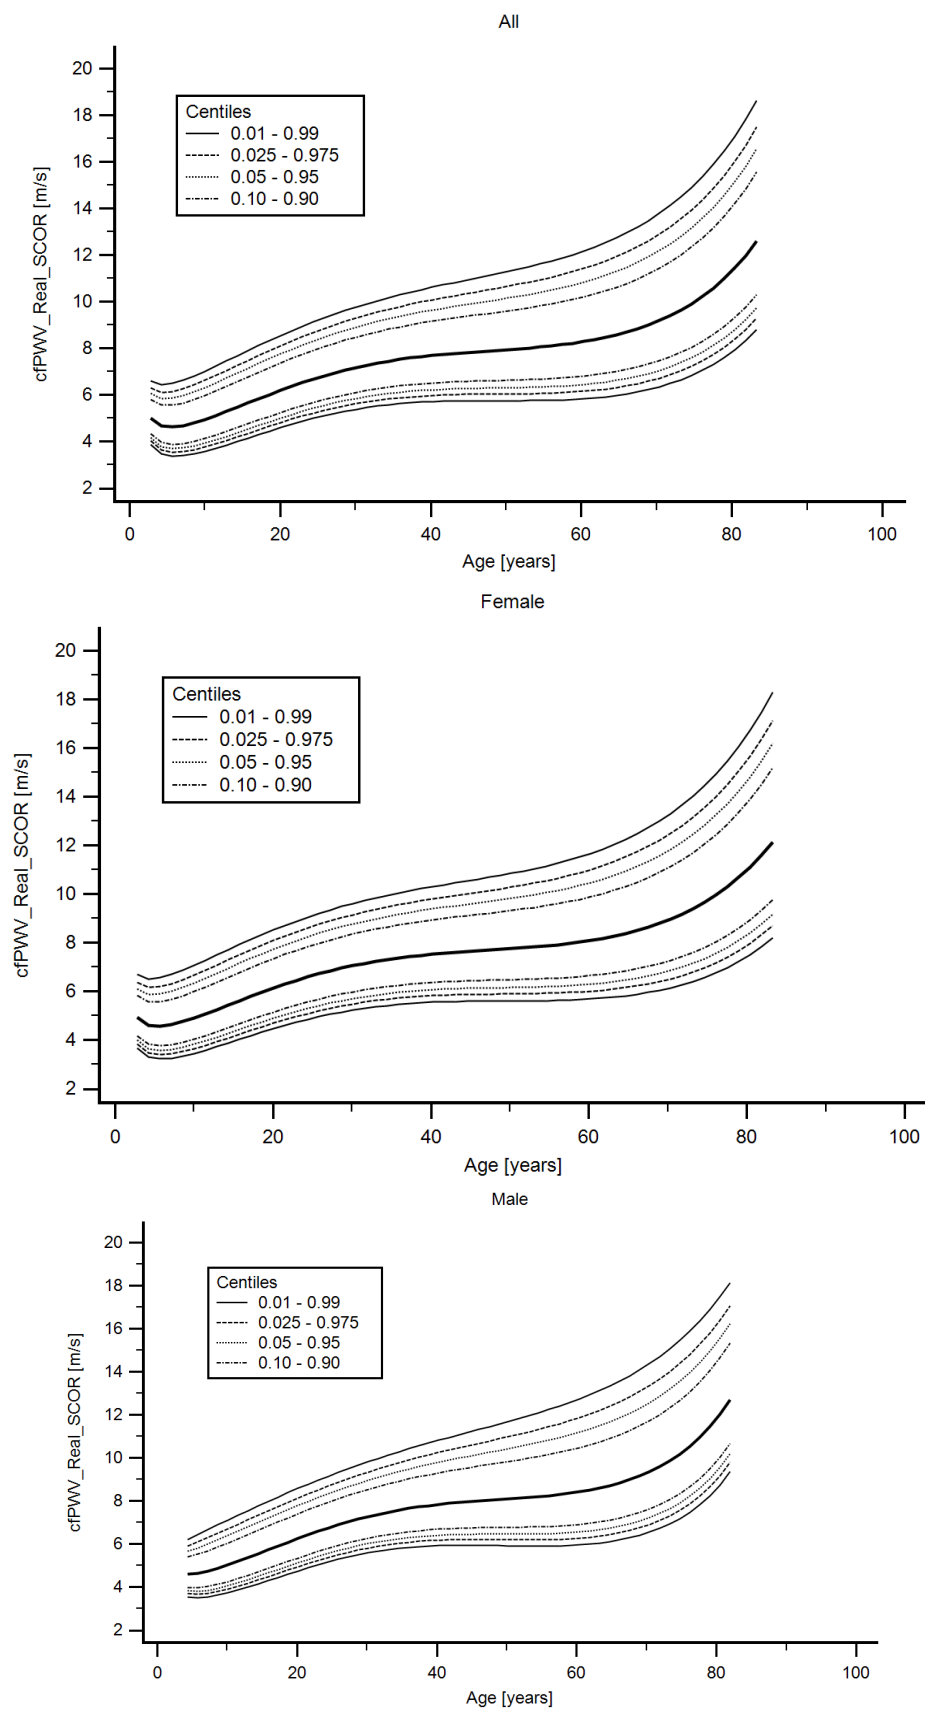 All
cfPWV_Real_SCOR [m/s]
20
18
16
14
12
10
8
6
4
2
Centiles
0.01 - 0.99
0.025 - 0.975
0.05 - 0.95
0.10 - 0.90
0 20 40 60 80 100
Age [years]
Female
cfPWV_Real_SCOR [m/s]
20
18
16
14
12
10
8
6
4
2
Centiles
0.01 - 0.99
0.025 - 0.975
0.05 - 0.95
0.10 - 0.90
0 20 40 60 80 100
Age [years]
Male
cfPWV_Real_SCOR [m/s]
20
18
16
14
12
10
8
6
4
2
Centiles
0.01 - 0.99
0.025 - 0.975
0.05 - 0.95
0.10 - 0.90
0 20 40 60 80 100
Age [years]